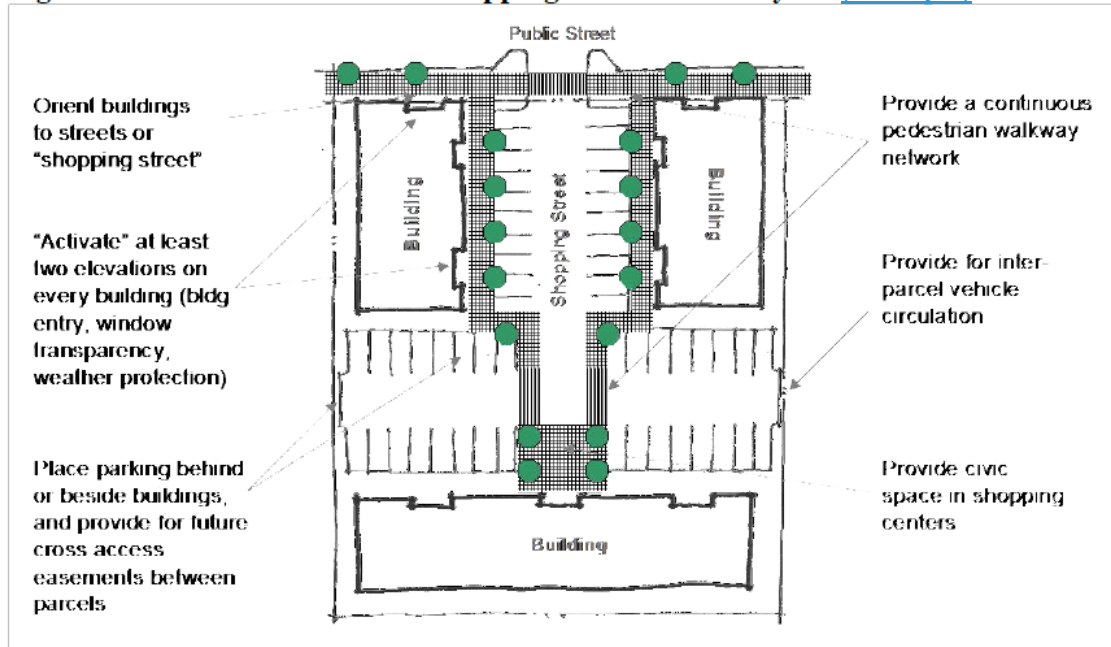 Public Street
Orient buildings
to streets or
“shopping street”
“Activate” at least
two elevations on
every building (bldg
entry, window
transparency,
weather protection)
Place parking behind
or beside buildings,
and provide for future
cross access
easements between
parcels
Building
Shopping Street
Building
Building
Provide a continuous
pedestrian walkway
network
Provide for inter-
parcel vehicle
circulation
Provide civic
space in shopping
centers